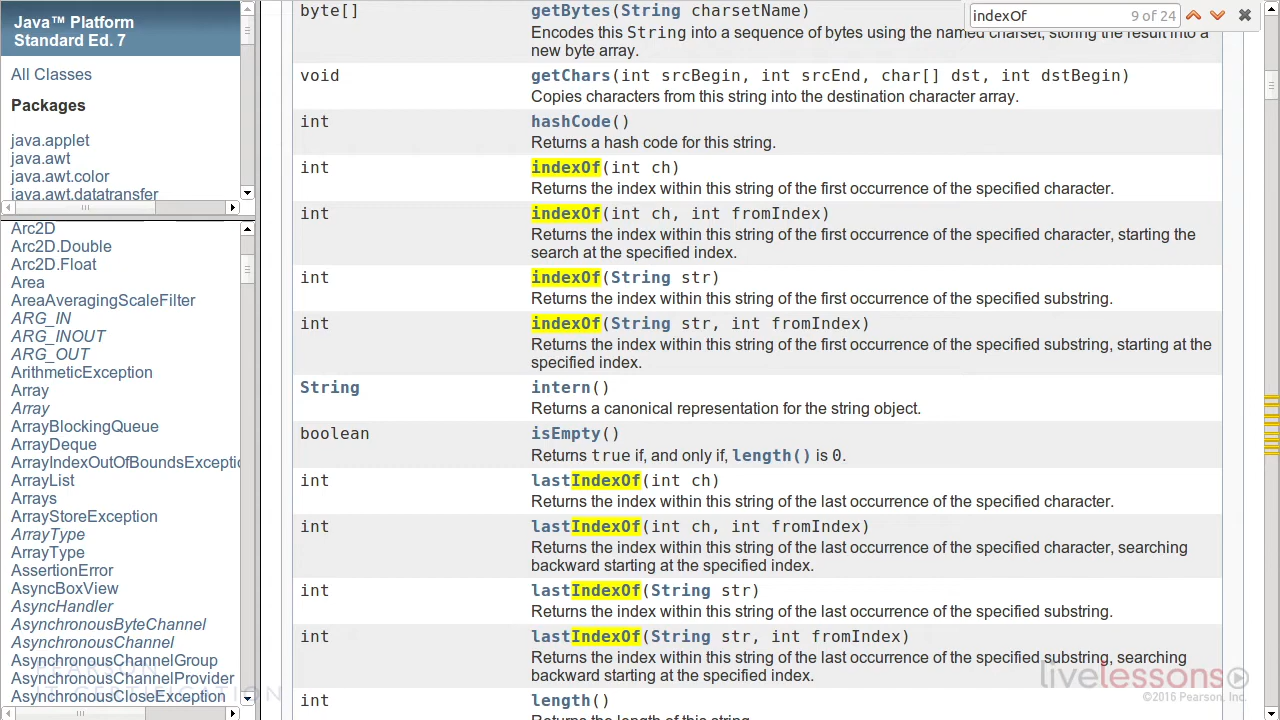 Java™ Platform
Standard Ed. 7
All Classes
Packages
java.applet
java.awt
java.awt.color
java.awt.datatransfer
Arc2D
Arc2D.Double
Arc2D.Float
Area
AreaAveragingScaleFilter
ARG_IN
ARG_INOUT
ARG_OUT
ArithmeticException
Array
Array
ArrayBlockingQueue
ArrayDeque
ArrayIndexOutOfBoundsExceptio
ArrayList
Arrays
ArrayStoreException
ArrayType
ArrayType
AssertionError
AsyncBoxView
AsyncHandler
AsynchronousByteChannel
AsynchronousChannel
AsynchronousChannelGroup
AsynchronousChannelProvider
AsynchronousCloseException
indexOf 9 of 24
byte[] getBytes(String charsetName)
Encodes this String into a sequence of bytes using the named charset, storing the result into a
new byte array.
void getChars(int srcBegin, int srcEnd, char[] dst, int dstBegin)
Copies characters from this string into the destination character array.
int hashCode()
Returns a hash code for this string.
int indexOf(int ch)
Returns the index within this string of the first occurrence of the specified character.
int indexOf(int ch, int fromIndex)
Returns the index within this string of the first occurrence of the specified character, starting the
search at the specified index.
int indexOf(String str)
Returns the index within this string of the first occurrence of the specified substring.
int indexOf(String str, int fromIndex)
Returns the index within this string of the first occurrence of the specified substring, starting at the
specified index.
String intern()
Returns a canonical representation for the string object.
boolean isEmpty()
Returns true if, and only if, length() is 0.
int lastIndexOf(int ch)
Returns the index within this string of the last occurrence of the specified character.
int lastIndexOf(int ch, int fromIndex)
Returns the index within this string of the last occurrence of the specified character, searching
backward starting at the specified index.
int lastIndexOf(String str)
Returns the index within this string of the last occurrence of the specified substring.
int lastIndexOf(String str, int fromIndex)
Returns the index within this string of the last occurrence of the specified substring, searching
backward starting at the specified index.
int length()
Returns the length of this string.
PEARSON
IT CERTIFICATION
livelessons
©2016 Pearson, Inc.